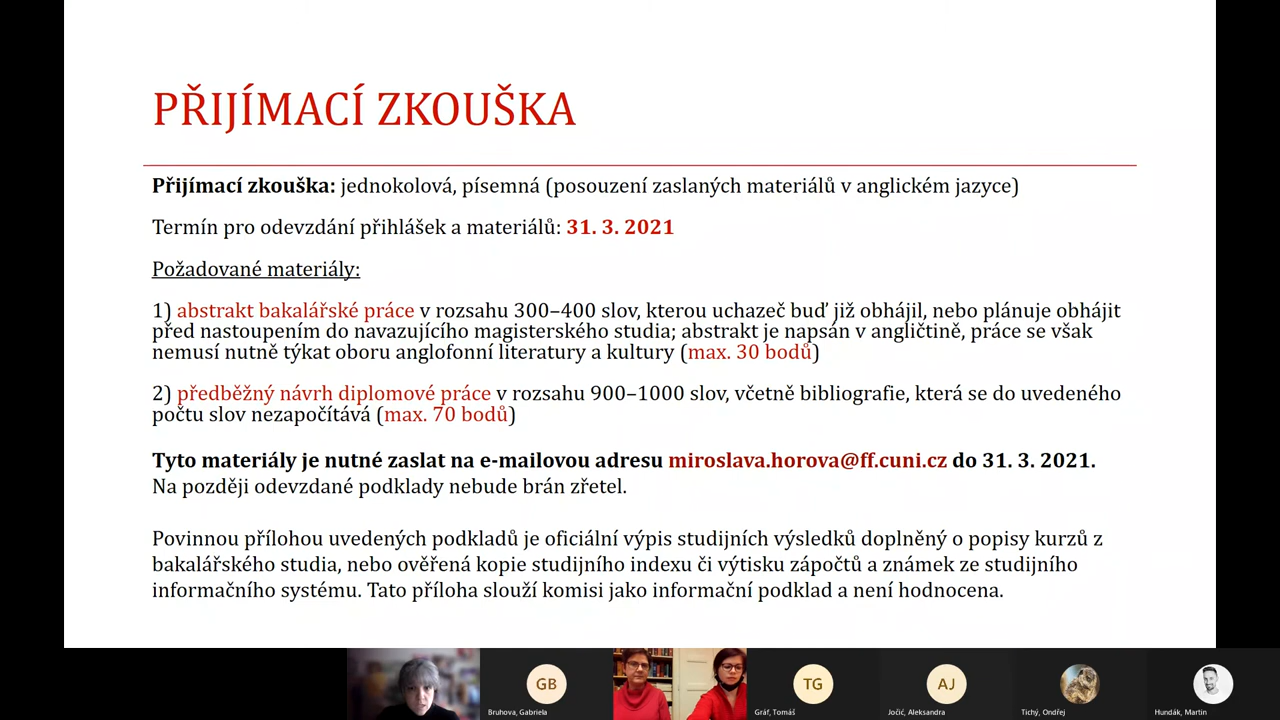 PŘIJÍMACÍ ZKOUŠKA
Přijímací zkouška: jednokolová, písemná (posouzení zaslaných materiálů v anglickém jazyce)
Termín pro odevzdání přihlášek a materiálů: 31. 3. 2021
Požadované materiály:
1) abstrakt bakalářské práce v rozsahu 300–400 slov, kterou uchazeč buď již obhájil, nebo plánuje obhájit
před nastoupením do navazujícího magisterského studia; abstrakt je napsán v angličtině, práce se však
nemusí nutně týkat oboru anglofonní literatury a kultury (max. 30 bodů)
2) předběžný návrh diplomové práce v rozsahu 900–1000 slov, včetně bibliografie, která se do uvedeného
počtu slov nezapočítává (max. 70 bodů)
Tyto materiály je nutné zaslat na e-mailovou adresu miroslava.horova@ff.cuni.cz do 31. 3. 2021.
Na později odevzdané podklady nebude brán zřetel.
Povinnou přílohou uvedených podkladů je oficiální výpis studijních výsledků doplněný o popisy kurzů z
bakalářského studia, nebo ověřená kopie studijního indexu či výtisku zápočtů a známek ze studijního
informačního systému. Tato příloha slouží komisi jako informační podklad a není hodnocena.
GB
TG
AJ
Bruhova, Gabriela
Gráf, Tomáš
Jočić, Aleksandra
Tichý, Ondřej
Hundák, Martin